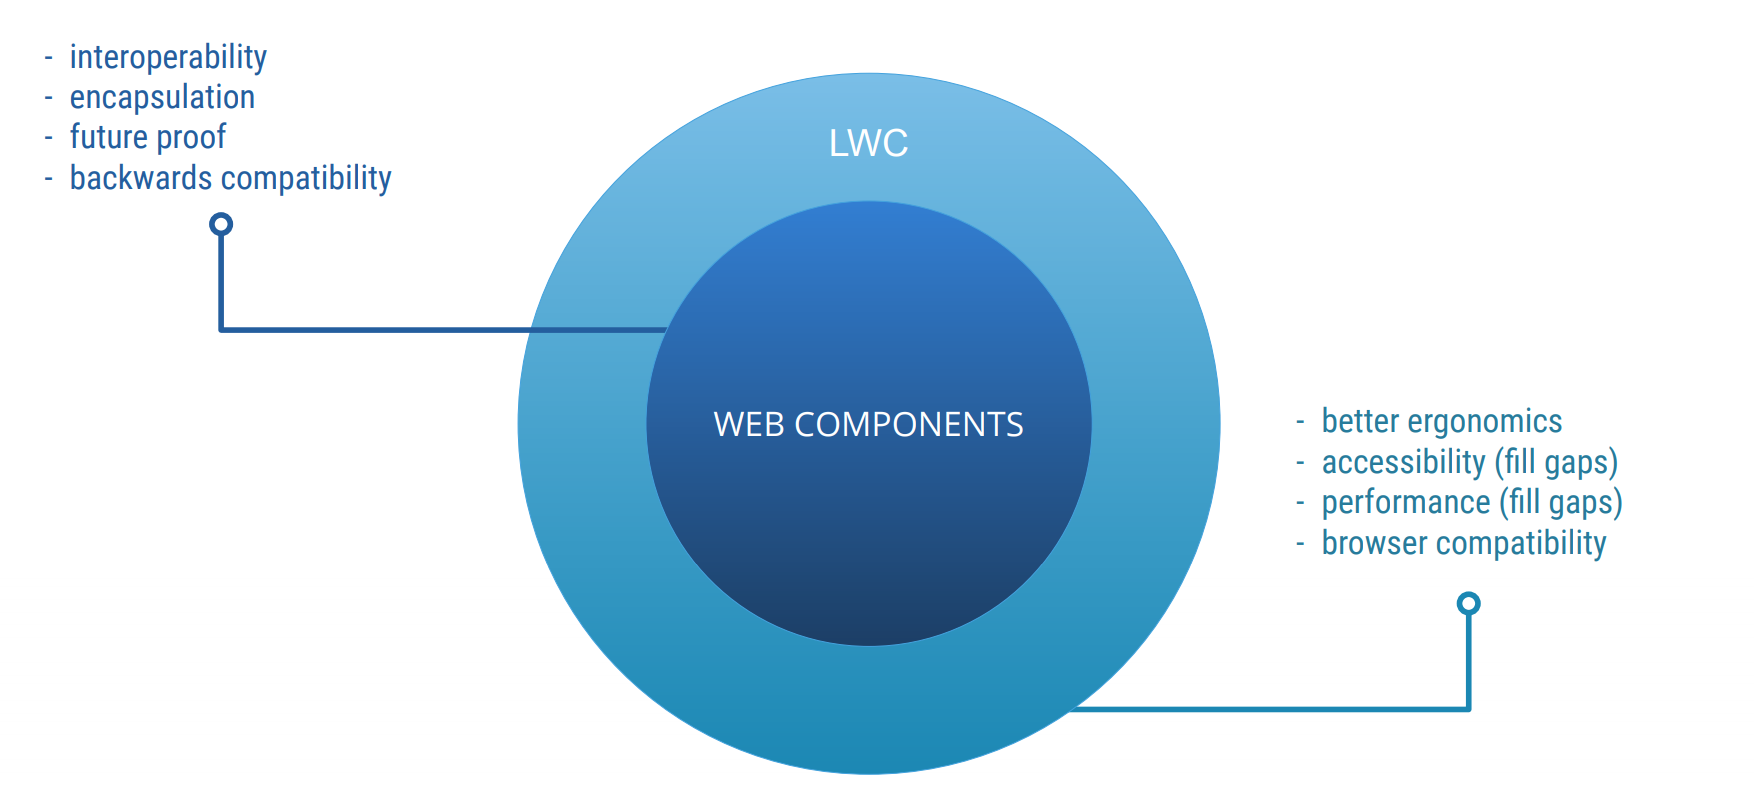 - interoperability
- encapsulation
- future proof
- backwards compatibility
LWC
WEB COMPONENTS
- better ergonomics
- accessibility (fill gaps)
- performance (fill gaps)
- browser compatibility